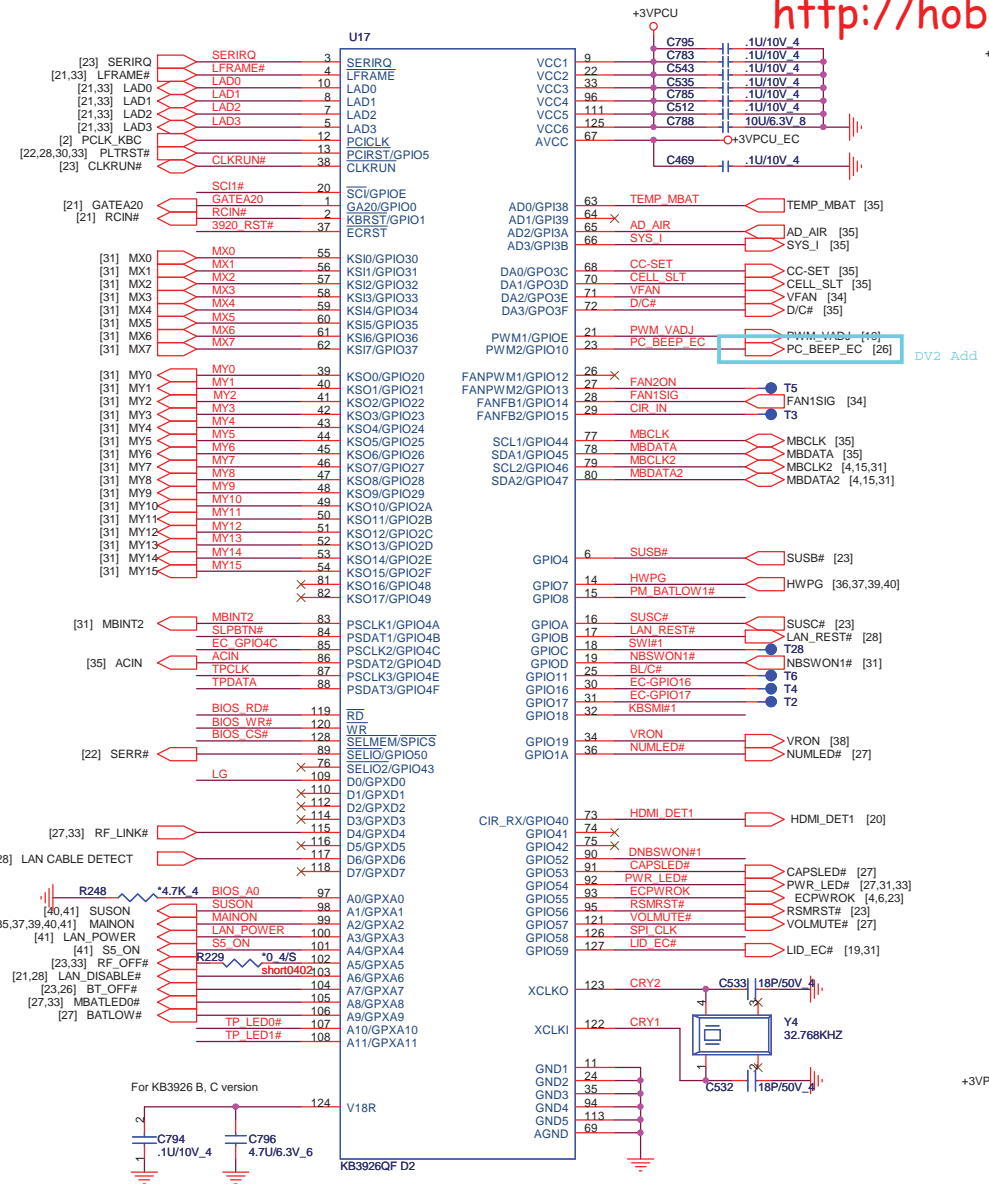 http://hob
+3VPCU
U17
[23] SERIRQ SERIRQ 3 SERIRQ
[21,33] LFRAME# LFRAME# 4 LFRAME
[21,33] LAD0 LAD0 10 LAD0
[21,33] LAD1 LAD1 8 LAD1
[21,33] LAD2 LAD2 7 LAD2
[21,33] LAD3 LAD3 5 LAD3
[2] PCLK_KBC 12 PCICLK
[22,28,30,33] PLTRST# 13 PCIRST/GPIO5
[23] CLKRUN# CLKRUN# 38 CLKRUN
SCI1# 20 SCI/GPIOE
[21] GATEA20 GATEA20 1 GA20/GPIO0
[21] RCIN# RCIN# 2 KBRST/GPIO1
3920_RST# 37 ECRST
[31] MX0 MX0 55 KSI0/GPIO30
[31] MX1 MX1 56 KSI1/GPIO31
[31] MX2 MX2 57 KSI2/GPIO32
[31] MX3 MX3 58 KSI3/GPIO33
[31] MX4 MX4 59 KSI4/GPIO34
[31] MX5 MX5 60 KSI5/GPIO35
[31] MX6 MX6 61 KSI6/GPIO36
[31] MX7 MX7 62 KSI7/GPIO37
[31] MY0 MY0 39 KSO0/GPIO20
[31] MY1 MY1 40 KSO1/GPIO21
[31] MY2 MY2 41 KSO2/GPIO22
[31] MY3 MY3 42 KSO3/GPIO23
[31] MY4 MY4 43 KSO4/GPIO24
[31] MY5 MY5 44 KSO5/GPIO25
[31] MY6 MY6 45 KSO6/GPIO26
[31] MY7 MY7 46 KSO7/GPIO27
[31] MY8 MY8 47 KSO8/GPIO28
[31] MY9 MY9 48 KSO9/GPIO29
[31] MY10 MY10 49 KSO10/GPIO2A
[31] MY11 MY11 50 KSO11/GPIO2B
[31] MY12 MY12 51 KSO12/GPIO2C
[31] MY13 MY13 52 KSO13/GPIO2D
[31] MY14 MY14 53 KSO14/GPIO2E
[31] MY15 MY15 54 KSO15/GPIO2F
81 KSO16/GPIO48
82 KSO17/GPIO49
[31] MBINT2 MBINT2 83 PSCLK1/GPIO4A
SLPBTN# 84 PSDAT1/GPIO4B
EC_GPIO4C 85 PSCLK2/GPIO4C
[35] ACIN ACIN 86 PSDAT2/GPIO4D
TPCLK 87 PSCLK3/GPIO4E
TPDATA 88 PSDAT3/GPIO4F
BIOS_RD# 119 RD
BIOS_WR# 120 WR
BIOS_CS# 128 SELMEM/SPICS
[22] SERR# 89 SELIO/GPIO50
76 SELIO2/GPIO43
LG 109 D0/GPXD0
110 D1/GPXD1
112 D2/GPXD2
114 D3/GPXD3
[27,33] RF_LINK# 115 D4/GPXD4
116 D5/GPXD5
28] LAN CABLE DETECT 117 D6/GPXD6
118 D7/GPXD7
R248 *4.7K_4 BIOS_A0 97 A0/GPXA0
[40,41] SUSON SUSON 98 A1/GPXA1
35,37,39,40,41] MAINON MAINON 99 A2/GPXA2
[41] LAN_POWER LAN_POWER 100 A3/GPXA3
[41] S5_ON S5_ON 101 A4/GPXA4
[23,33] RF_OFF# R229 *0_4/S short0402 102 A5/GPXA5
[21,28] LAN_DISABLE# 103 A6/GPXA6
[23,26] BT_OFF# 104 A7/GPXA7
[27,33] MBATLED0# 105 A8/GPXA8
[27] BATLOW# 106 A9/GPXA9
TP_LED0# 107 A10/GPXA10
TP_LED1# 108 A11/GPXA11
For KB3926 B, C version
124 V18R
2 1 C794 .1U/10V_4
C796 4.7U/6.3V_6
KB3926QF D2
VCC1 9 C795 .1U/10V_4
VCC2 22 C783 .1U/10V_4
VCC3 33 C543 .1U/10V_4
VCC4 96 C535 .1U/10V_4
VCC5 111 C785 .1U/10V_4
VCC6 125 C512 .1U/10V_4
C788 10U/6.3V_8
AVCC 67 +3VPCU_EC
C469 .1U/10V_4
AD0/GPI38 63 TEMP_MBAT TEMP_MBAT [35]
AD1/GPI39 64
AD2/GPI3A 65 AD_AIR AD_AIR [35]
AD3/GPI3B 66 SYS_I SYS_I [35]
DA0/GPO3C 68 CC-SET CC-SET [35]
DA1/GPO3D 70 CELL_SLT CELL_SLT [35]
DA2/GPO3E 71 VFAN VFAN [34]
DA3/GPO3F 72 D/C# D/C# [35]
PWM1/GPIOE 21 PWM_VADJ PWM_VADJ
PWM2/GPIO10 23 PC_BEEP_EC PC_BEEP_EC [26]
DV2 Add
FANPWM1/GPIO12 26
FANPWM2/GPIO13 27 FAN2ON T5
FANFB1/GPIO14 28 FAN1SIG FAN1SIG [34]
FANFB2/GPIO15 29 CIR_IN T3
SCL1/GPIO44 77 MBCLK MBCLK [35]
SDA1/GPIO45 78 MBDATA MBDATA [35]
SCL2/GPIO46 79 MBCLK2 MBCLK2 [4,15,31]
SDA2/GPIO47 80 MBDATA2 MBDATA2 [4,15,31]
GPIO4 6 SUSB# SUSB# [23]
GPIO7 14 HWPG HWPG [36,37,39,40]
GPIO8 15 PM_BATLOW1#
GPIOA 16 SUSC# SUSC# [23]
GPIOB 17 LAN_REST# LAN_REST# [28]
GPIOC 18 SWI#1 T28
GPIOD 19 NBSWON1# NBSWON1# [31]
GPIO11 25 BL/C# T6
GPIO16 30 EC-GPIO16 T4
GPIO17 31 EC-GPIO17 T2
GPIO18 32 KBSMI#1
GPIO19 34 VRON VRON [38]
GPIO1A 36 NUMLED# NUMLED# [27]
CIR_RX/GPIO40 73 HDMI_DET1 HDMI_DET1 [20]
GPIO41 74
GPIO42 75
GPIO52 90 DNBSWON#1
GPIO53 91 CAPSLED# CAPSLED# [27]
GPIO54 92 PWR_LED# PWR_LED# [27,31,33]
GPIO55 93 ECPWROK ECPWROK [4,6,23]
GPIO56 95 RSMRST# RSMRST# [23]
GPIO57 121 VOLMUTE# VOLMUTE# [27]
GPIO58 126 SPI_CLK
GPIO59 127 LID_EC# LID_EC# [19,31]
XCLKO 123 CRY2 C533 18P/50V_4
4 3
Y4
32.768KHZ
XCLKI 122 CRY1
1 2
C532 18P/50V_4
GND1 11
GND2 24
GND3 35
GND4 94
GND5 113
AGND 69
+3VP